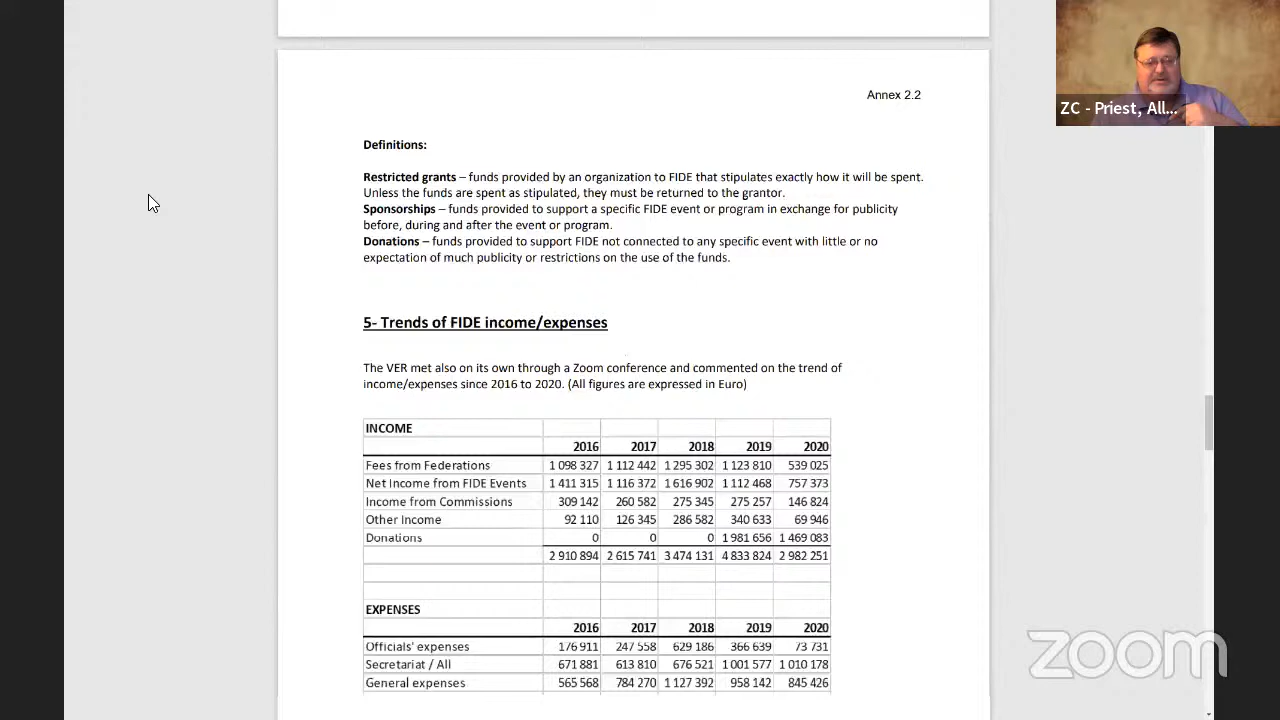 Annex 2.2
ZC - Priest, All...
Definitions:
Restricted grants – funds provided by an organization to FIDE that stipulates exactly how it will be spent.
Unless the funds are spent as stipulated, they must be returned to the grantor.
Sponsorships – funds provided to support a specific FIDE event or program in exchange for publicity
before, during and after the event or program.
Donations – funds provided to support FIDE not connected to any specific event with little or no
expectation of much publicity or restrictions on the use of the funds.
5- Trends of FIDE income/expenses
The VER met also on its own through a Zoom conference and commented on the trend of
income/expenses since 2016 to 2020. (All figures are expressed in Euro)
INCOME
2016 2017 2018 2019 2020
Fees from Federations 1 098 327 1 112 442 1 295 302 1 123 810 539 025
Net Income from FIDE Events 1 411 315 1 116 372 1 616 902 1 112 468 757 373
Income from Commissions 309 142 260 582 275 345 275 257 146 824
Other Income 92 110 126 345 286 582 340 633 69 946
Donations 0 0 0 1 981 656 1 469 083
2 910 894 2 615 741 3 474 131 4 833 824 2 982 251
EXPENSES
2016 2017 2018 2019 2020
Officials' expenses 176 911 247 558 629 186 366 639 73 731
Secretariat / All 671 881 613 810 676 521 1 001 577 1 010 178
General expenses 565 568 784 270 1 127 392 958 142 845 426
zoom